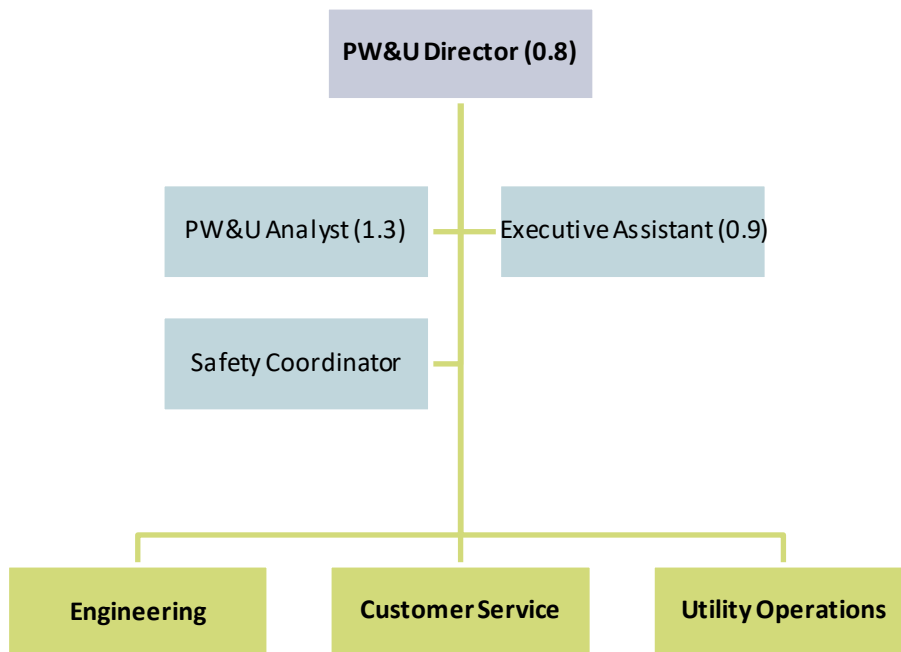 PW&U Director (0.8)
PW&U Analyst (1.3)
Executive Assistant (0.9)
Safety Coordinator
Engineering
Customer Service
Utility Operations